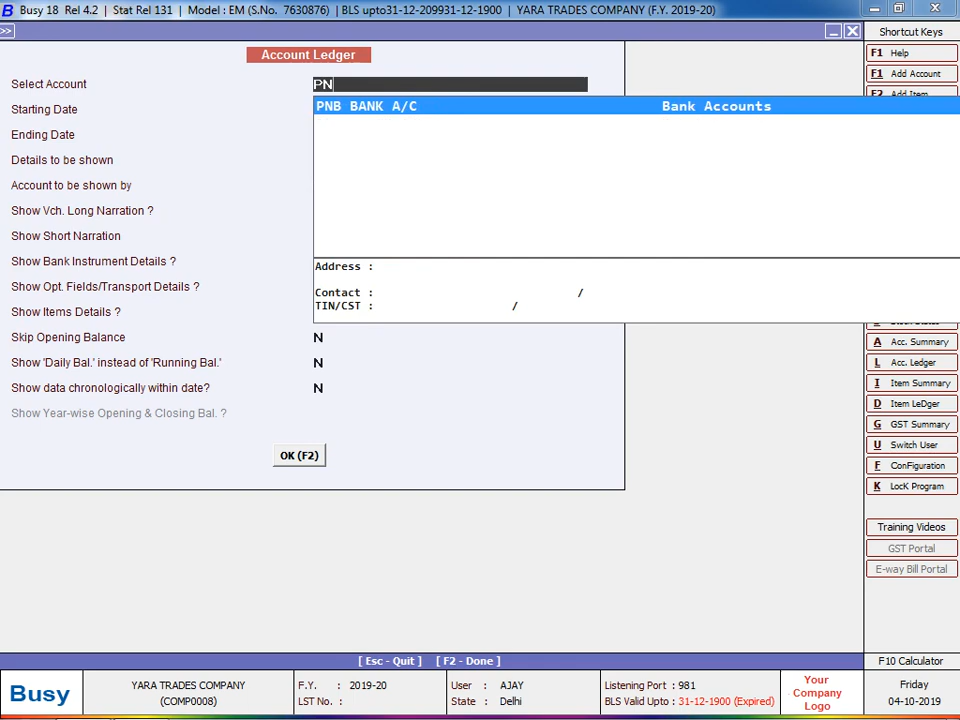 B Busy 18 Rel 4.2 | Stat Rel 131 | Model : EM (S.No. 7630876) | BLS upto31-12-209931-12-1900 | YARA TRADES COMPANY (F.Y. 2019-20)
>>
Shortcut Keys
Account Ledger
F1 Help
Select Account PN
F1 Add Account
Starting Date
F2 Add Item
PNB BANK A/C Bank Accounts
Ending Date
Details to be shown
Account to be shown by
Show Vch. Long Narration ?
Show Short Narration
Show Bank Instrument Details ?
Address :
Show Opt. Fields/Transport Details ?
Contact : /
TIN/CST : /
Show Items Details ?
Skip Opening Balance N
A Acc. Summary
Show 'Daily Bal.' instead of 'Running Bal.' N
L Acc. Ledger
Show data chronologically within date? N
I Item Summary
D Item LeDger
Show Year-wise Opening & Closing Bal. ?
G GST Summary
U Switch User
OK (F2)
F ConFiguration
K LocK Program
Training Videos
GST Portal
E-way Bill Portal
[ Esc - Quit ] [ F2 - Done ]
F10 Calculator
Busy
YARA TRADES COMPANY
(COMP0008)
F.Y. : 2019-20
LST No. :
User : AJAY
State : Delhi
Listening Port : 981
BLS Valid Upto : 31-12-1900 (Expired)
Your
Company
Logo
Friday
04-10-2019